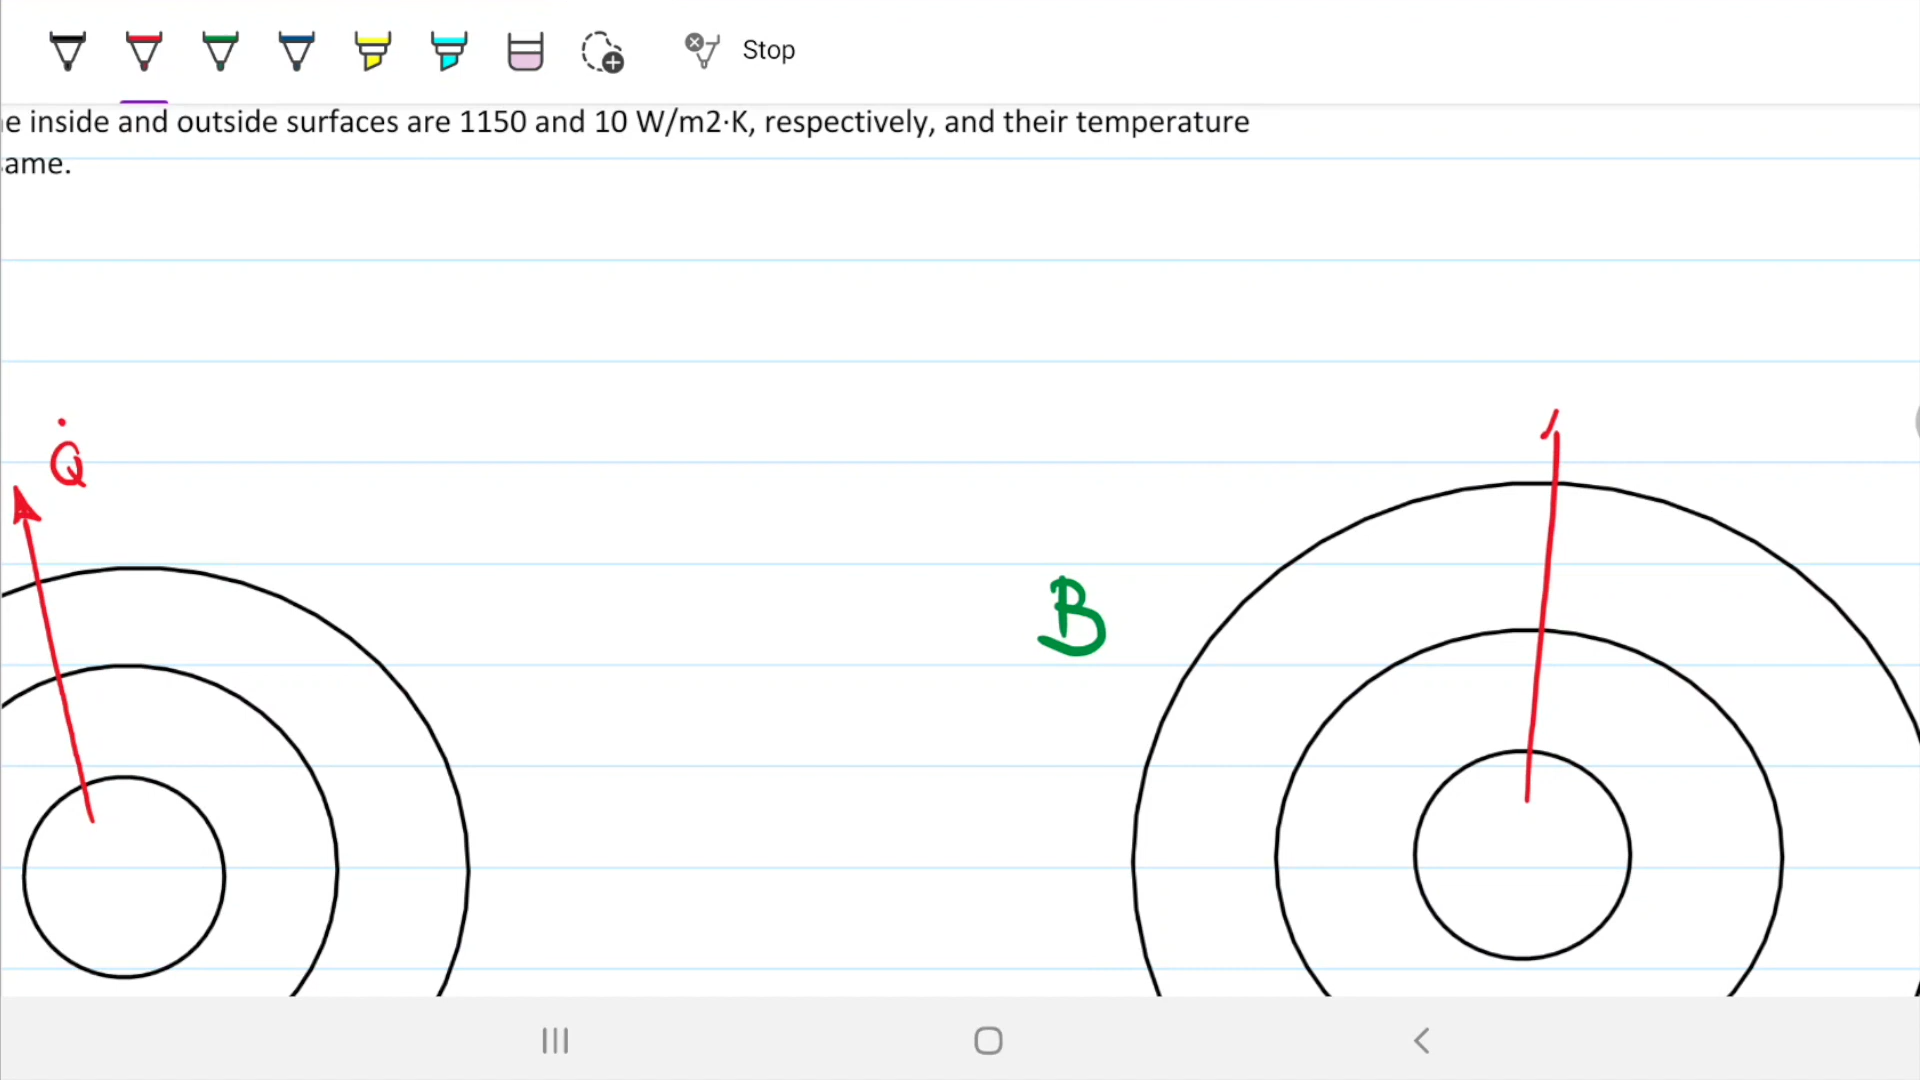 Stop
e inside and outside surfaces are 1150 and 10 W/m2·K, respectively, and their temperature
ame.
Q̇
B